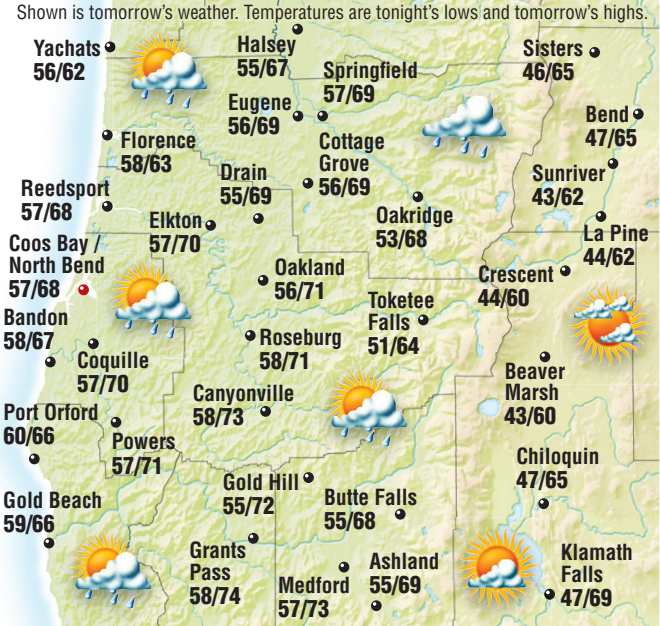 Shown is tomorrow's weather. Temperatures are tonight's lows and tomorrow's highs.
Yachats
56/62
Halsey
55/67
Springfield
57/69
Sisters
46/65
Eugene
56/69
Bend
47/65
Florence
58/63
Cottage
Grove
56/69
Drain
55/69
Sunriver
43/62
Reedsport
57/68
Elkton
57/70
Oakridge
53/68
La Pine
44/62
Coos Bay /
North Bend
57/68
Oakland
56/71
Crescent
44/60
Toketee
Falls
51/64
Bandon
58/67
Roseburg
58/71
Coquille
57/70
Beaver
Marsh
43/60
Canyonville
58/73
Port Orford
60/66
Powers
57/71
Chiloquin
47/65
Gold Hill
55/72
Butte Falls
55/68
Gold Beach
59/66
Grants
Pass
58/74
Medford
57/73
Ashland
55/69
Klamath
Falls
47/69